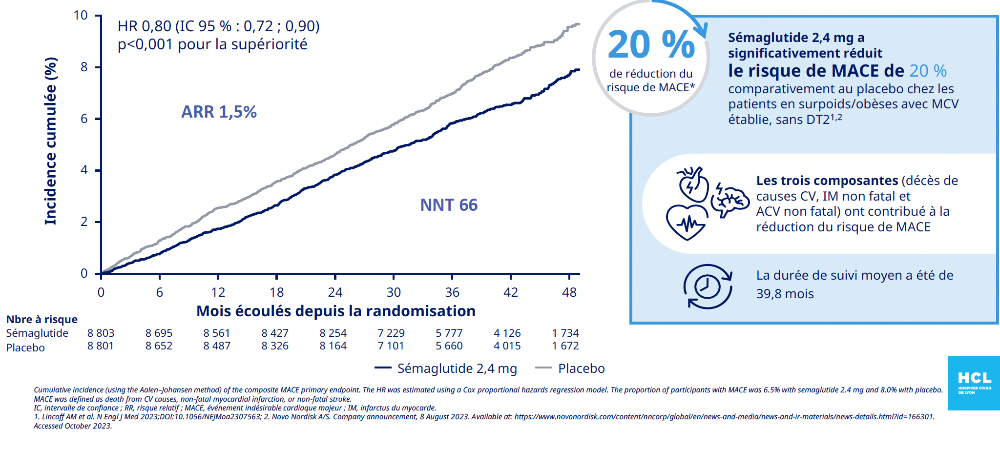 10
HR 0,80 (IC 95 % : 0,72 ; 0,90)
p<0,001 pour la supériorité
8
ARR 1,5%
6
4
NNT 66
2
0
Incidence cumulée (%)
0 6 12 18 24 30 36 42 48
Mois écoulés depuis la randomisation
Nbre à risque
Sémaglutide 8 803 8 695 8 561 8 427 8 254 7 229 5 777 4 126 1 734
Placebo 8 801 8 652 8 487 8 326 8 164 7 101 5 660 4 015 1 672
Sémaglutide 2,4 mg Placebo
20 %
de réduction du
risque de MACE*
Sémaglutide 2,4 mg a
significativement réduit
le risque de MACE de 20 %
comparativement au placebo chez les
patients en surpoids/obèses avec MCV
établie, sans DT2¹,²
Les trois composantes (décès de
causes CV, IM non fatal et
ACV non fatal) ont contribué à la
réduction du risque de MACE
La durée de suivi moyen a été de
39,8 mois
HCL
HOSPICES CIVILS
DE LYON
Cumulative incidence (using the Aalen–Johansen method) of the composite MACE primary endpoint. The HR was estimated using a Cox proportional hazards regression model. The proportion of participants with MACE was 6.5% with semaglutide 2.4 mg and 8.0% with placebo.
MACE was defined as death from CV causes, non-fatal myocardial infarction, or non-fatal stroke.
IC, intervalle de confiance ; RR, risque relatif ; MACE, événement indésirable cardiaque majeur ; IM, infarctus du myocarde.
1. Lincoff AM et al. N Engl J Med 2023;DOI:10.1056/NEJMoa2307563; 2. Novo Nordisk A/S. Company announcement, 8 August 2023. Available at: https://www.novonordisk.com/content/nncorp/global/en/news-and-media/news-and-ir-materials/news-details.html?id=166301.
Accessed October 2023.